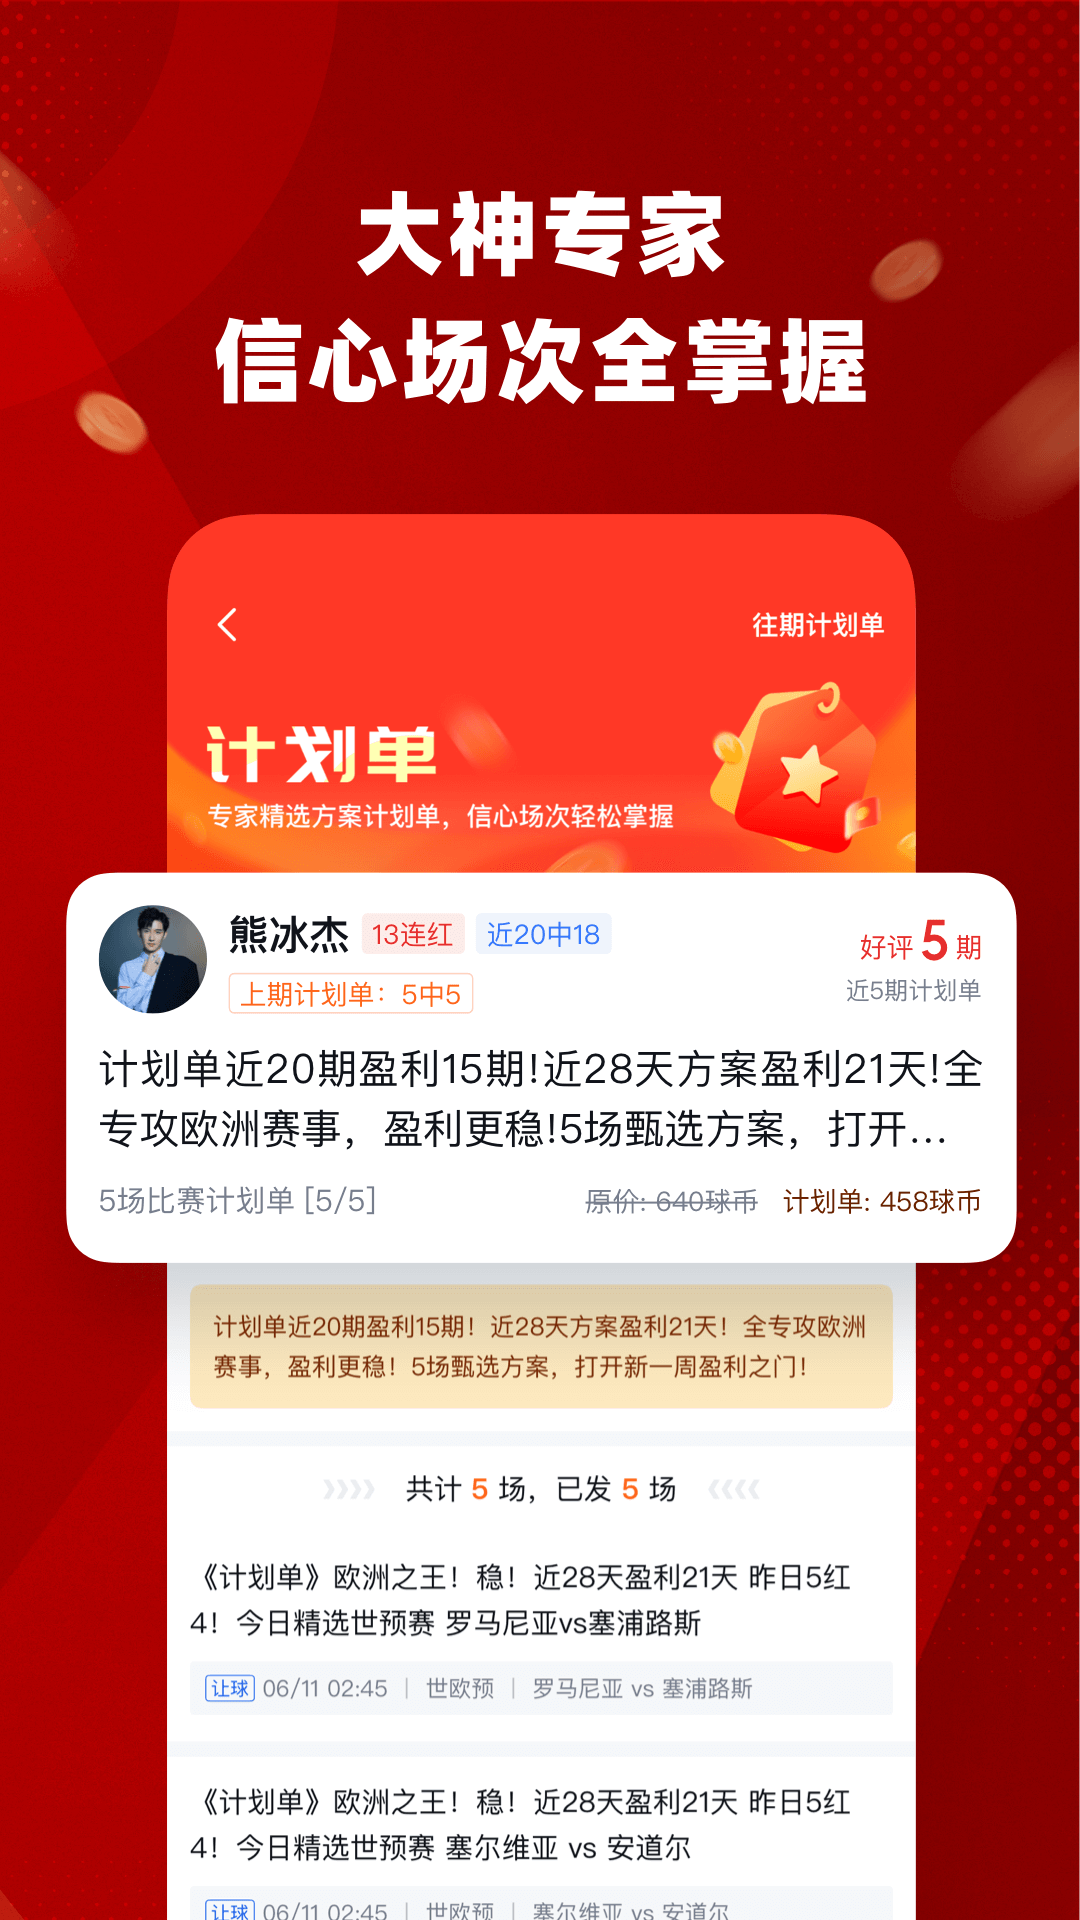 大神专家
信心场次全掌握
往期计划单
计划单
专家精选方案计划单，信心场次轻松掌握
熊冰杰 13连红 近20中18
好评 5 期
上期计划单：5中5
近5期计划单
计划单近20期盈利15期!近28天方案盈利21天!全
专攻欧洲赛事，盈利更稳!5场甄选方案，打开...
5场比赛计划单 [5/5] 原价: 640球币 计划单: 458球币
计划单近20期盈利15期！近28天方案盈利21天！全专攻欧洲
赛事，盈利更稳！5场甄选方案，打开新一周盈利之门！
共计 5 场，已发 5 场
《计划单》欧洲之王！稳！近28天盈利21天 昨日5红
4！今日精选世预赛 罗马尼亚vs塞浦路斯
让球 06/11 02:45 | 世欧预 | 罗马尼亚 vs 塞浦路斯
《计划单》欧洲之王！稳！近28天盈利21天 昨日5红
4！今日精选世预赛 塞尔维亚 vs 安道尔
让球 06/11 02:45 | 世欧预 | 塞尔维亚 vs 安道尔